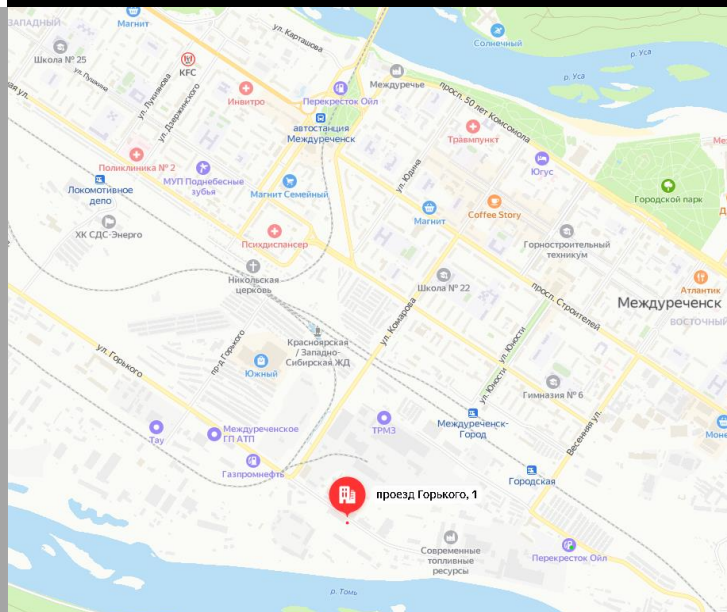 ЗАПАДНЫЙ
Магнит
ул. Карташова
Солнечный
р. Уса
Школа № 25
KFC
ул. Пушкина
ул. Лукиянова
ул. Дзержинского
Инвитро
Перекресток Ойл
Междуречье
просп. 50 лет Комсомола
р. Уса
автостанция
Междуреченск
Травмпункт
Поликлиника № 2
МУП Поднебесные
зубья
Магнит Семейный
ул. Юдина
Югус
Локомотивное
депо
Городской парк
Магнит
Coffee Story
ХК СДС-Энерго
Психдиспансер
Горностроительный
техникум
Никольская
церковь
Школа № 22
Атлантик
просп. Строителей
Междуреченск
ВОСТОЧНЫЙ
ул. Комарова
Красноярская
/ Западно-
Сибирская ЖД
ул. Горького
пр-д Горького
Южный
ул. Юности
ул. Юности
Гимназия № 6
Тау
Междуреченское
ГП АТП
ТРМЗ
Междуреченск-
Город
Весенняя ул.
Газпромнефть
Городская
проезд Горького, 1
Современные
топливные
ресурсы
Перекресток Ойл
р. Томь